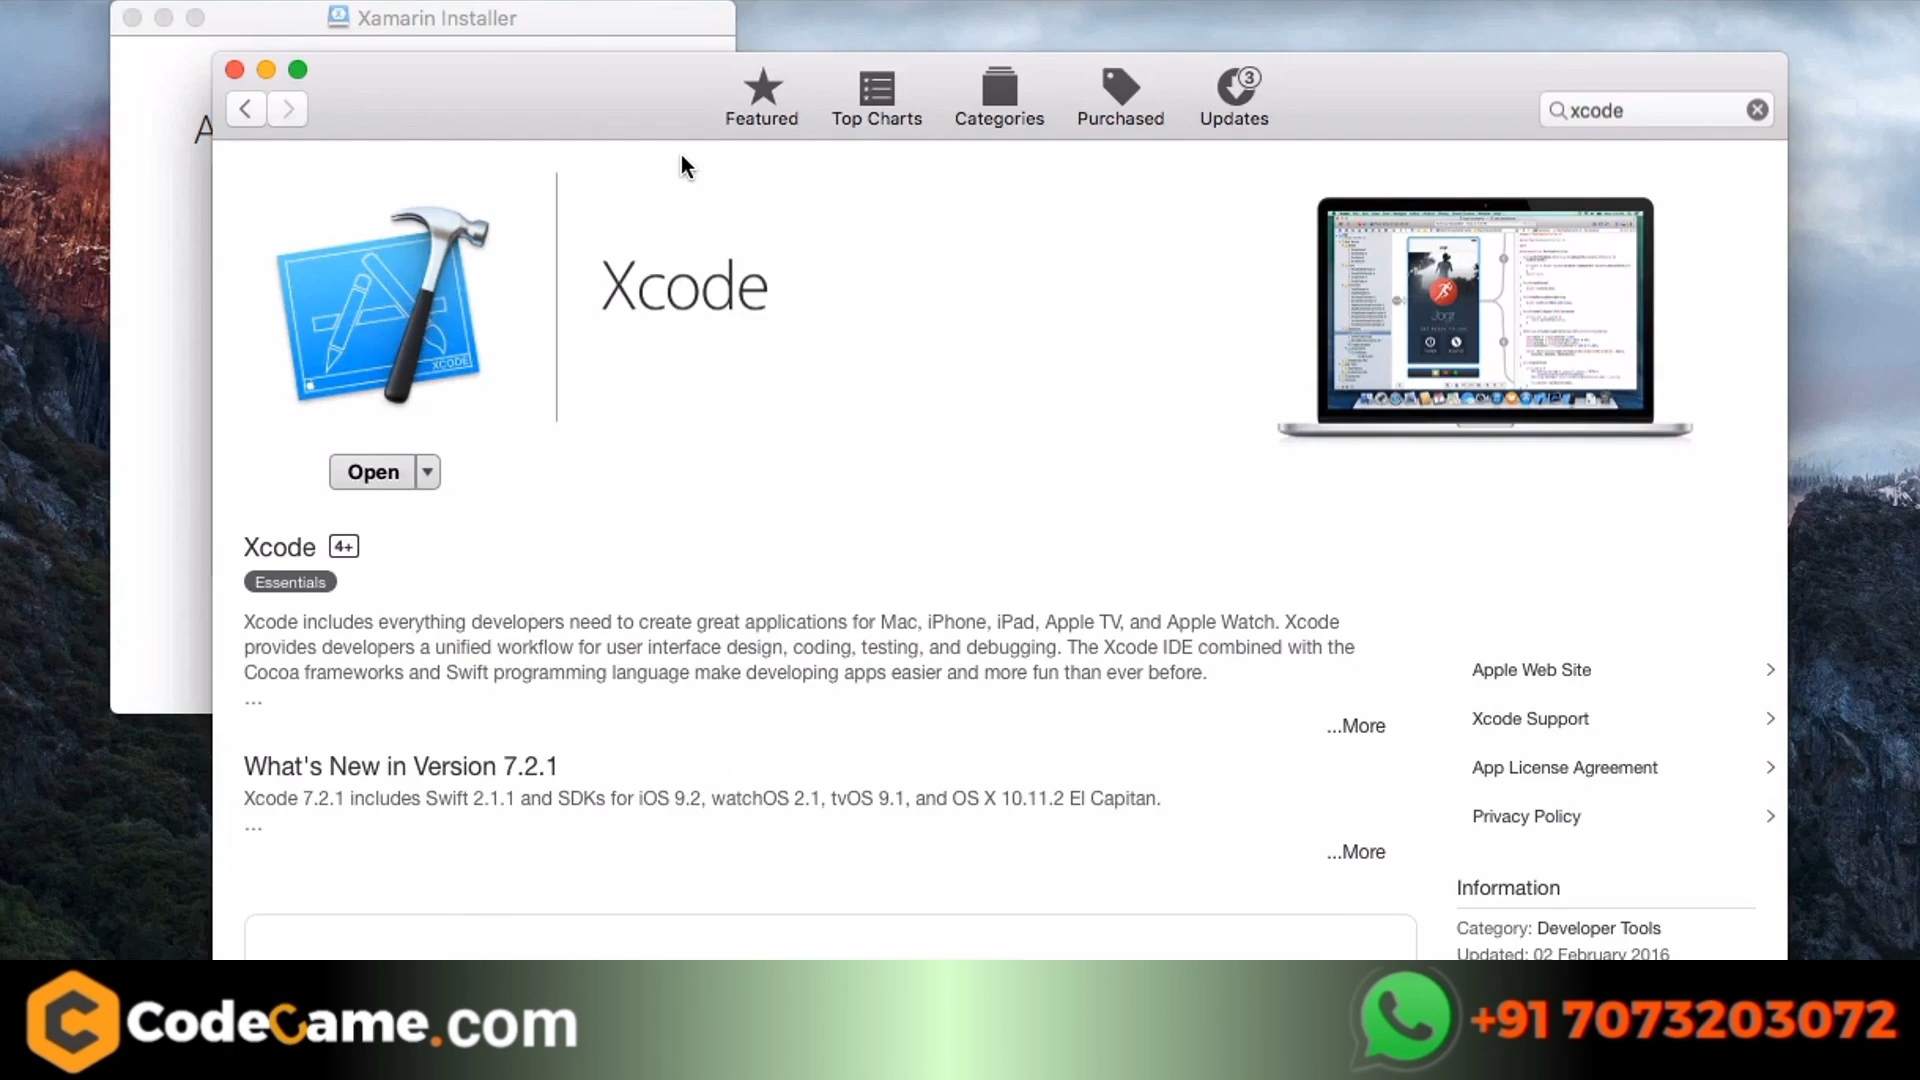 Xamarin Installer
A
Featured
Top Charts
Categories
Purchased
3
Updates
xcode
Xcode
XCODE
Jogr
Open
Xcode 4+
Essentials
Xcode includes everything developers need to create great applications for Mac, iPhone, iPad, Apple TV, and Apple Watch. Xcode
provides developers a unified workflow for user interface design, coding, testing, and debugging. The Xcode IDE combined with the
Cocoa frameworks and Swift programming language make developing apps easier and more fun than ever before.
...
...More
What's New in Version 7.2.1
Xcode 7.2.1 includes Swift 2.1.1 and SDKs for iOS 9.2, watchOS 2.1, tvOS 9.1, and OS X 10.11.2 El Capitan.
...
...More
Apple Web Site
Xcode Support
App License Agreement
Privacy Policy
Information
Category: Developer Tools
Updated: 02 February 2016
CodeCame.com
+91 7073203072